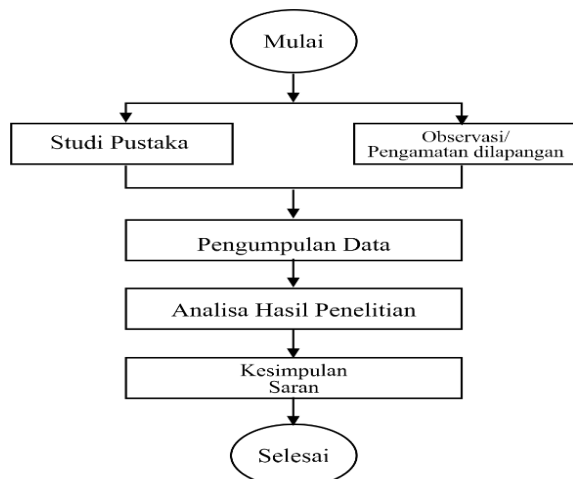 Mulai
Studi Pustaka
Observasi/
Pengamatan dilapangan
Pengumpulan Data
Analisa Hasil Penelitian
Kesimpulan
Saran
Selesai